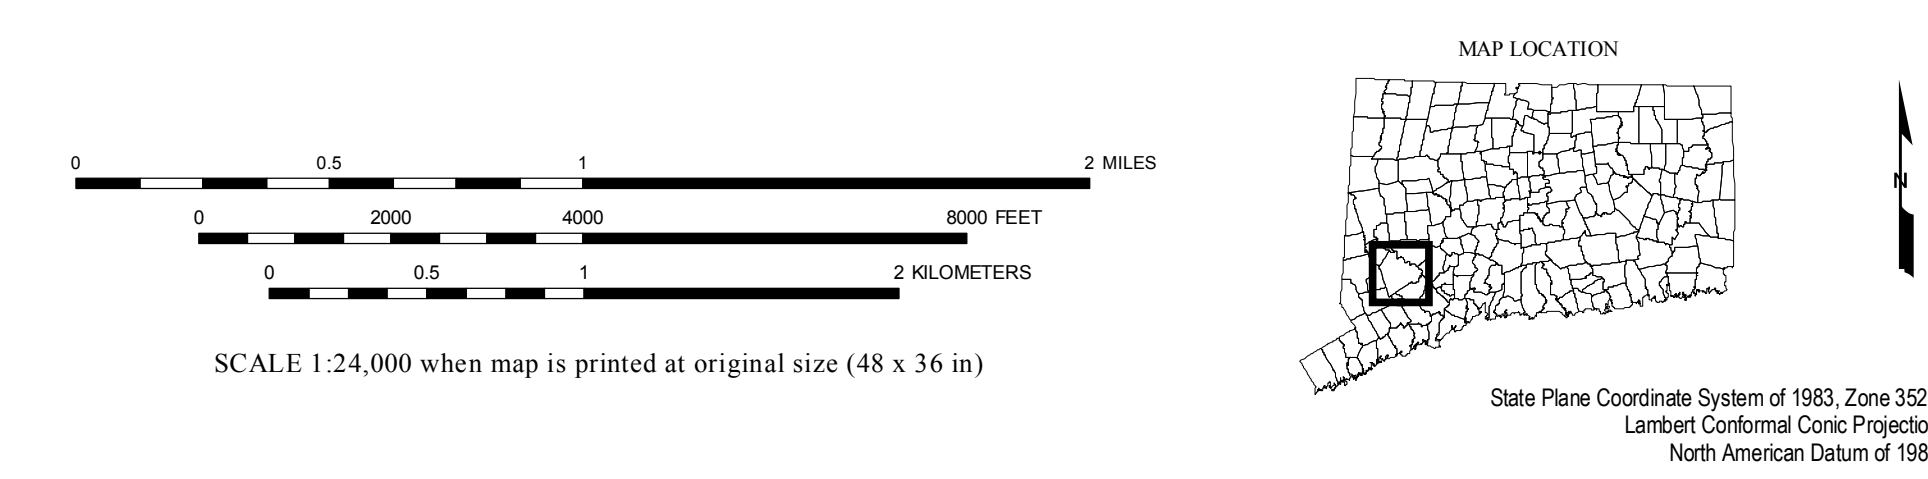 MAP LOCATION
0 0.5 1 2 MILES
0 2000 4000 8000 FEET
0 0.5 1 2 KILOMETERS
N
SCALE 1:24,000 when map is printed at original size (48 x 36 in)
State Plane Coordinate System of 1983, Zone 352
Lambert Conformal Conic Projectio
North American Datum of 198